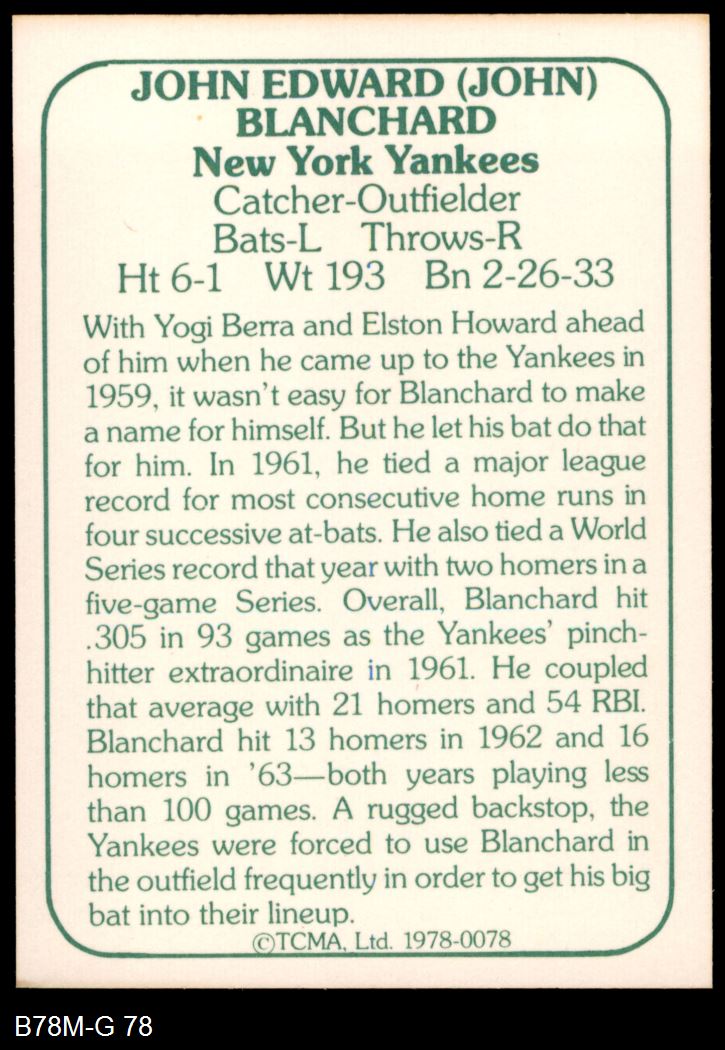 JOHN EDWARD (JOHN)
BLANCHARD
New York Yankees
Catcher-Outfielder
Bats-L Throws-R
Ht 6-1 Wt 193 Bn 2-26-33
With Yogi Berra and Elston Howard ahead
of him when he came up to the Yankees in
1959, it wasn't easy for Blanchard to make
a name for himself. But he let his bat do that
for him. In 1961, he tied a major league
record for most consecutive home runs in
four successive at-bats. He also tied a World
Series record that year with two homers in a
five-game Series. Overall, Blanchard hit
.305 in 93 games as the Yankees' pinch-
hitter extraordinaire in 1961. He coupled
that average with 21 homers and 54 RBI.
Blanchard hit 13 homers in 1962 and 16
homers in '63—both years playing less
than 100 games. A rugged backstop, the
Yankees were forced to use Blanchard in
the outfield frequently in order to get his big
bat into their lineup.
©TCMA, Ltd. 1978-0078
B78M-G 78